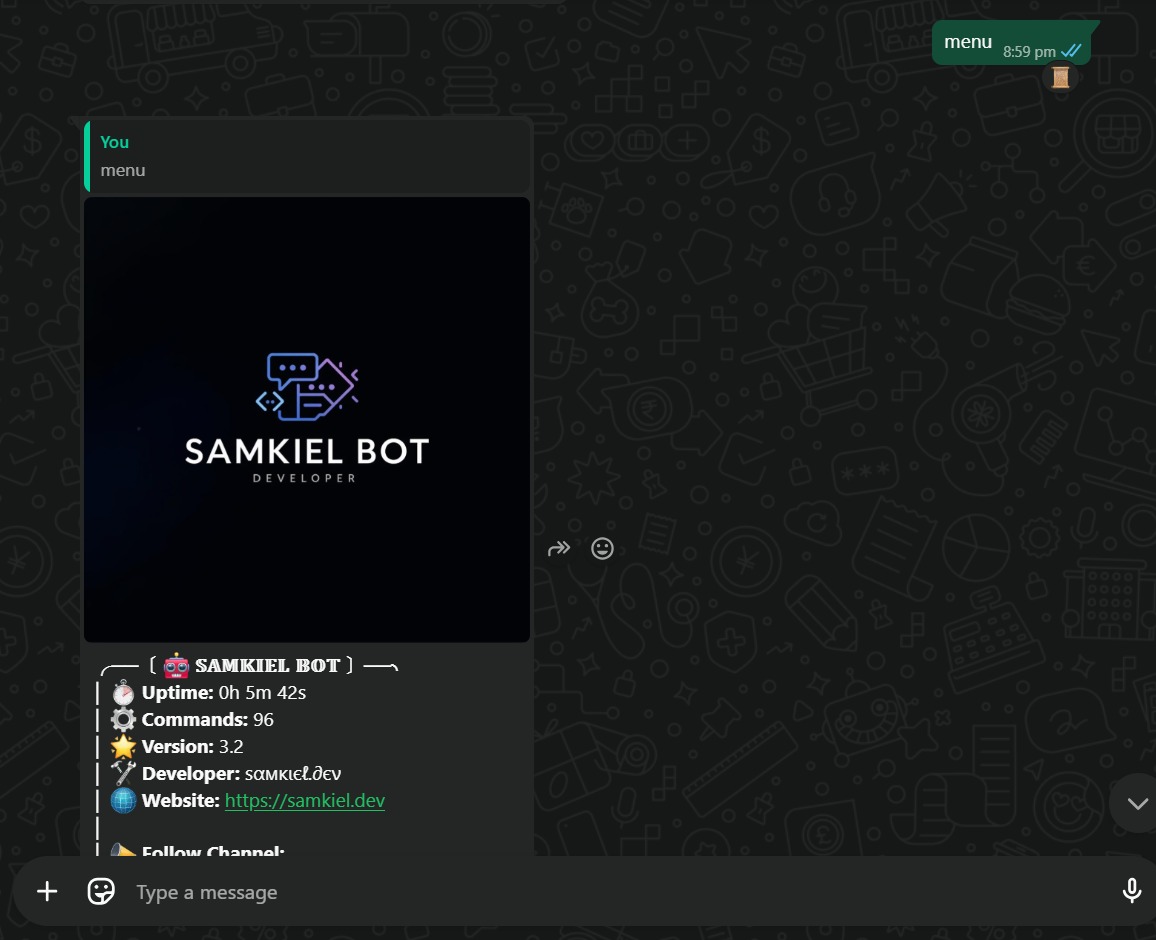 menu
8:59 pm
You
menu
SAMKIEL BOT
DEVELOPER
╭── 〔 🤖 𝐒𝐀𝐌𝐊𝐈𝐄𝐋 𝐁𝐎𝐓 〕 ──╮
| ⏱️ Uptime: 0h 5m 42s
| ⚙️ Commands: 96
| 🌟 Version: 3.2
| 🛠️ Developer: ѕαмкιєℓ.∂єν
| 🌐 Website: https://samkiel.dev
|
| 📣 Follow Channel:
Type a message